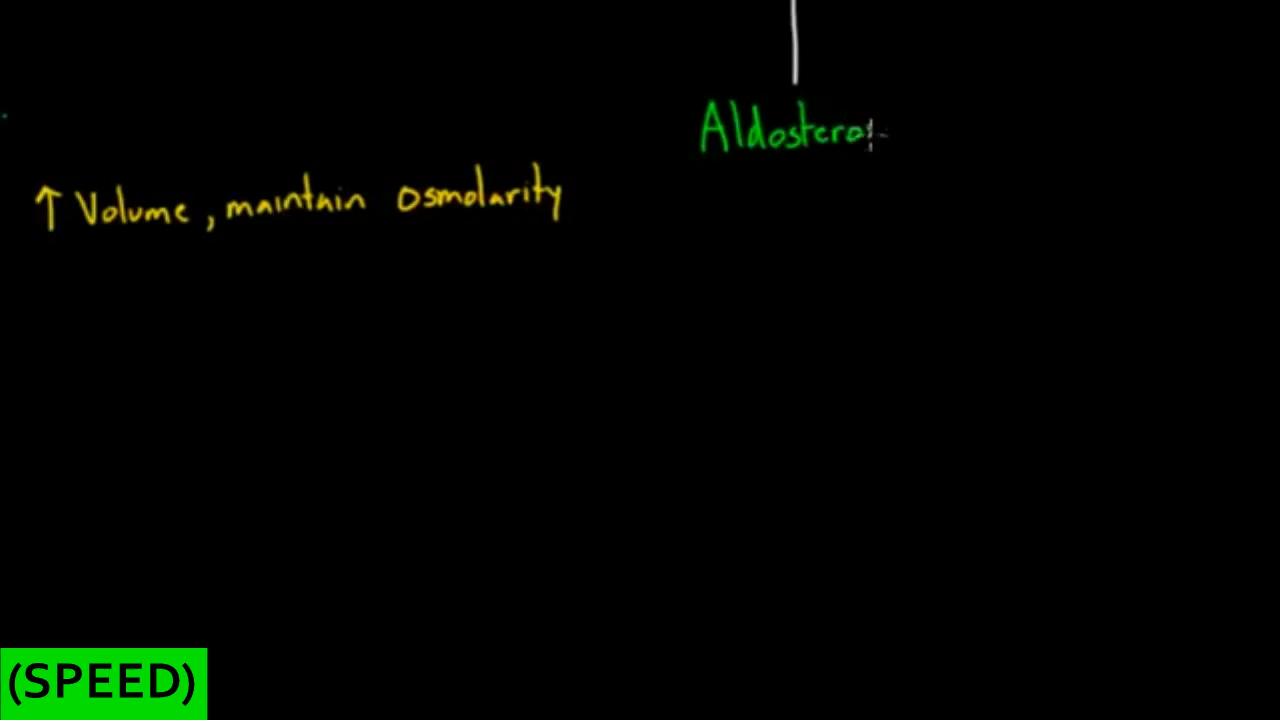 Aldostero
↑ Volume, maintain osmolarity
(SPEED)